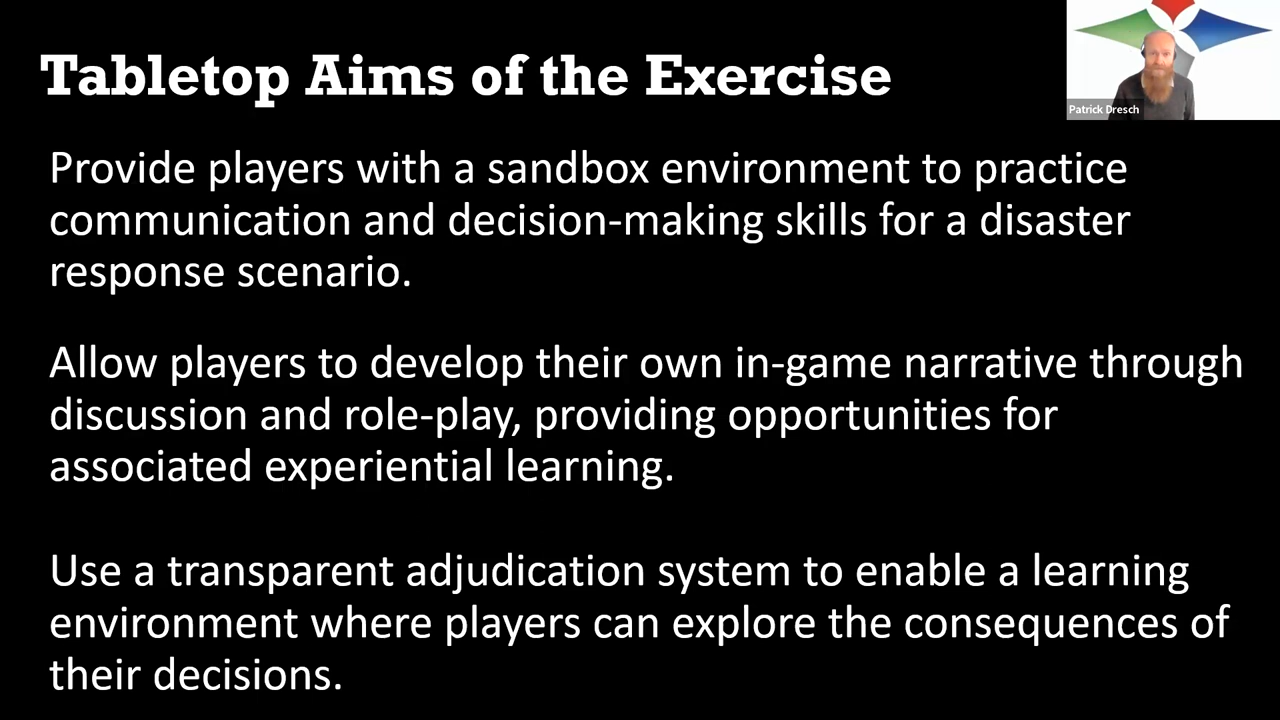 Tabletop Aims of the Exercise
Patrick Dresch
Provide players with a sandbox environment to practice
communication and decision-making skills for a disaster
response scenario.
Allow players to develop their own in-game narrative through
discussion and role-play, providing opportunities for
associated experiential learning.
Use a transparent adjudication system to enable a learning
environment where players can explore the consequences of
their decisions.